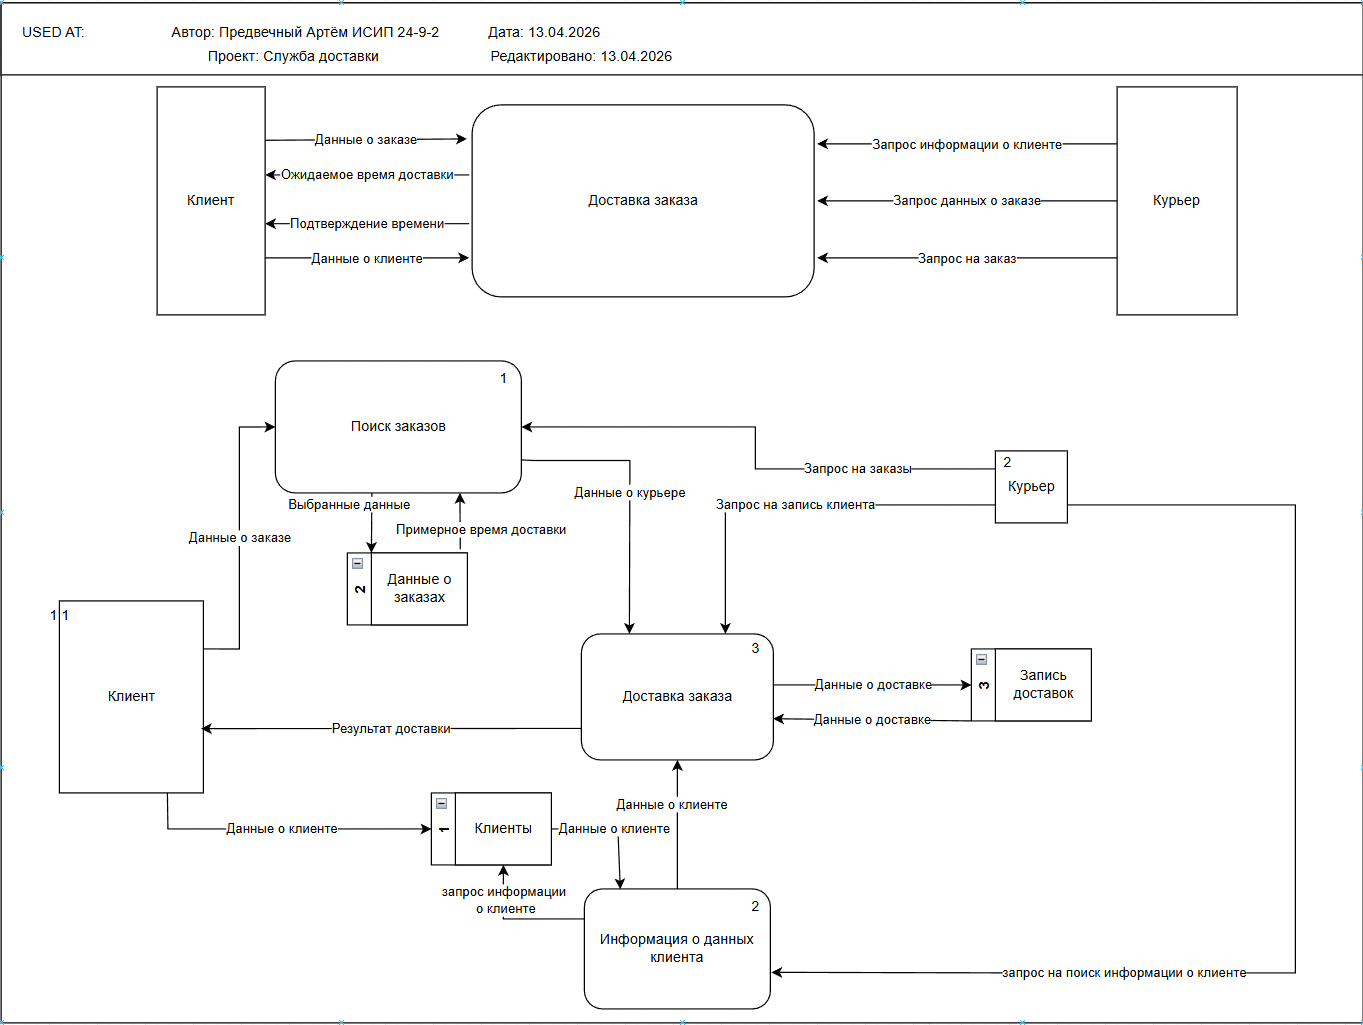 USED AT:
Автор: Предвечный Артём ИСИП 24-9-2
Дата: 13.04.2026
Проект: Служба доставки
Редактировано: 13.04.2026
Клиент
Данные о заказе
Ожидаемое время доставки
Подтверждение времени
Данные о клиенте
Доставка заказа
Запрос информации о клиенте
Запрос данных о заказе
Запрос на заказ
Курьер
1
Поиск заказов
Запрос на заказы
2
Курьер
Данные о курьере
Запрос на запись клиента
Выбранные данные
Примерное время доставки
Данные о заказе
2
Данные о
заказах
1
1
Клиент
3
Доставка заказа
Данные о доставке
Данные о доставке
3
Запись
доставок
Результат доставки
Данные о клиенте
Данные о клиенте
1
Клиенты
Данные о клиенте
запрос информации
о клиенте
2
Информация о данных
клиента
запрос на поиск информации о клиенте